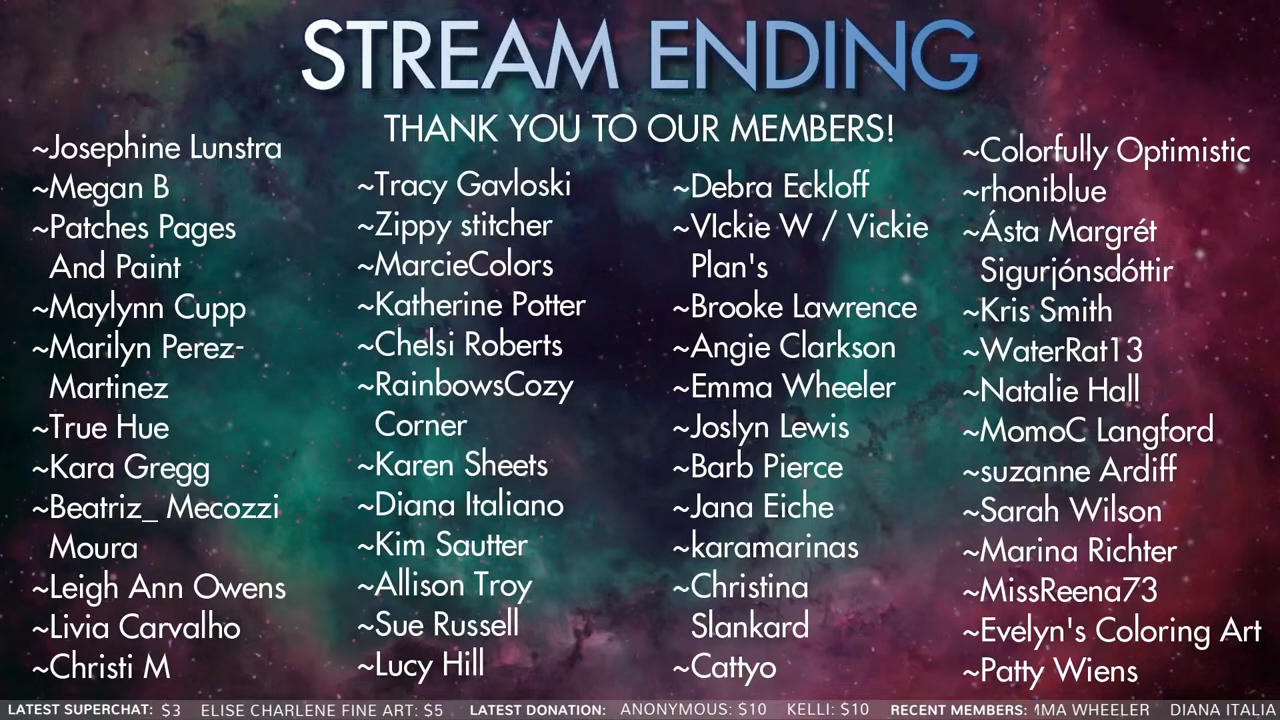 STREAM ENDING
THANK YOU TO OUR MEMBERS!
~Josephine Lunstra
~Megan B
~Patches Pages
And Paint
~Maylynn Cupp
~Marilyn Perez-
Martinez
~True Hue
~Kara Gregg
~Beatriz_ Mecozzi
Moura
~Leigh Ann Owens
~Livia Carvalho
~Christi M
~Tracy Gavloski
~Zippy stitcher
~MarcieColors
~Katherine Potter
~Chelsi Roberts
~RainbowsCozy
Corner
~Karen Sheets
~Diana Italiano
~Kim Sautter
~Allison Troy
~Sue Russell
~Lucy Hill
~Debra Eckloff
~VIckie W / Vickie
Plan's
~Brooke Lawrence
~Angie Clarkson
~Emma Wheeler
~Joslyn Lewis
~Barb Pierce
~Jana Eiche
~karamarinas
~Christina
Slankard
~Cattyo
~Colorfully Optimistic
~rhoniblue
~Ásta Margrét
Sigurjónsdóttir
~Kris Smith
~WaterRat13
~Natalie Hall
~MomoC Langford
~suzanne Ardiff
~Sarah Wilson
~Marina Richter
~MissReena73
~Evelyn's Coloring Art
~Patty Wiens
LATEST SUPERCHAT: $3 ELISE CHARLENE FINE ART: $5 LATEST DONATION: ANONYMOUS: $10 KELLI: $10 RECENT MEMBERS: MA WHEELER DIANA ITALIA